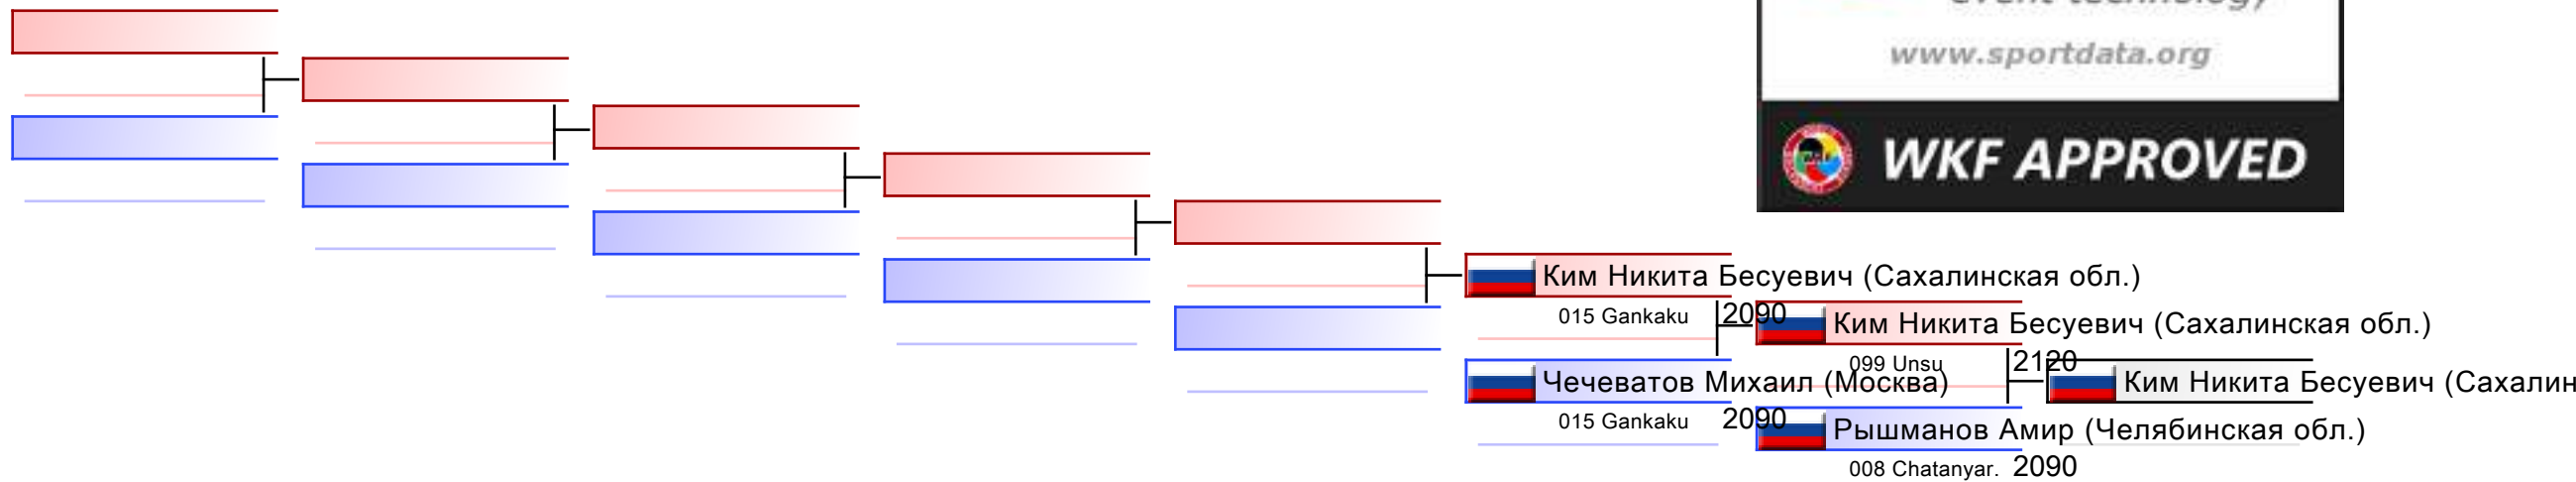 event technology
www.sportdata.org
WKF APPROVED
Ким Никита Бесуевич (Сахалинская обл.)
015 Gankaku 2090
Ким Никита Бесуевич (Сахалинская обл.)
099 Unsu 2120
Чечеватов Михаил (Москва)
Ким Никита Бесуевич (Сахалин
015 Gankaku 2090
Рышманов Амир (Челябинская обл.)
008 Chatanyar. 2090